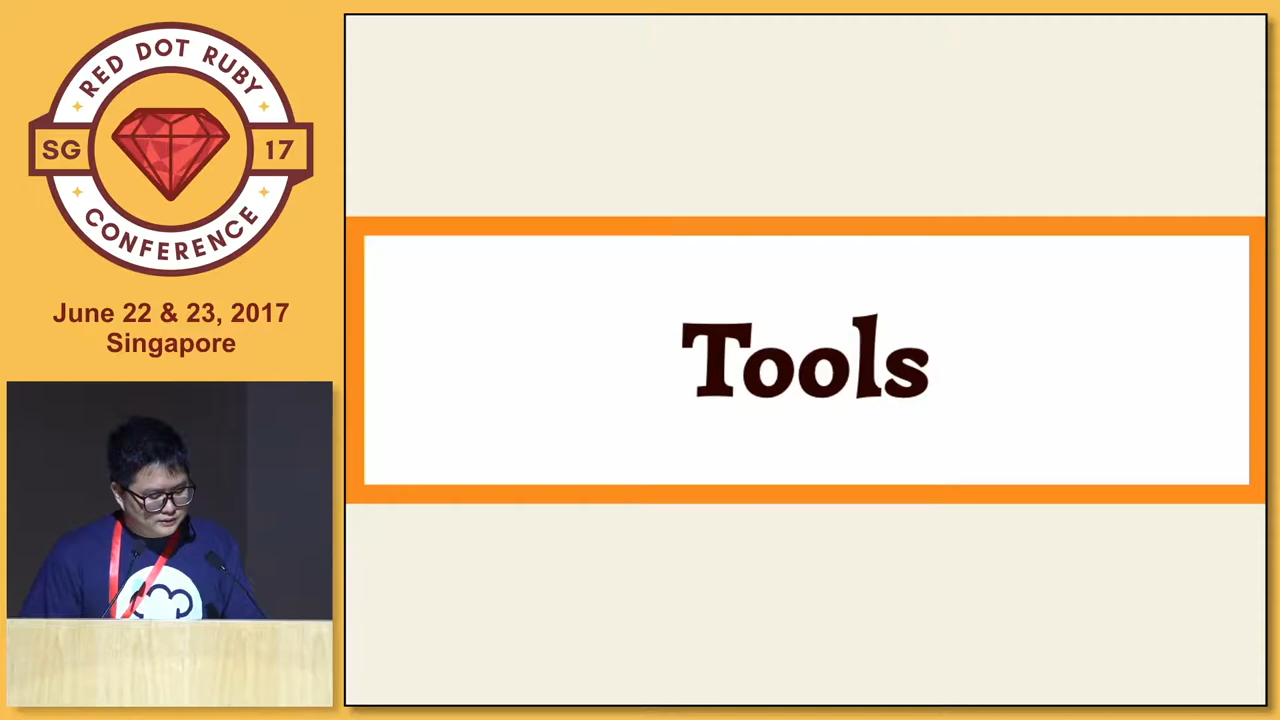 RED DOT RUBY
SG 17
CONFERENCE
June 22 & 23, 2017
Singapore
Tools